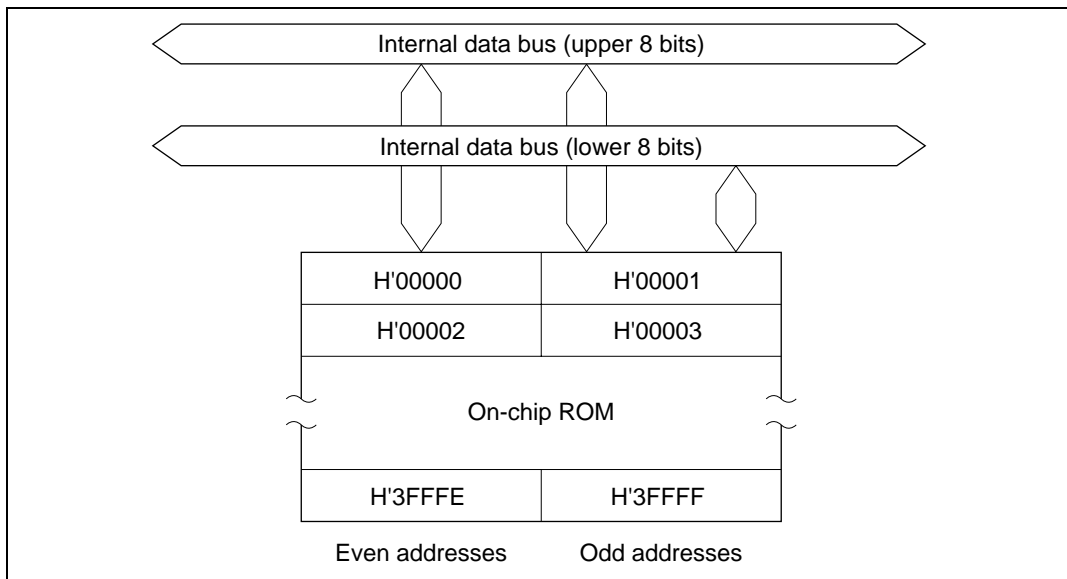 Internal data bus (upper 8 bits)
Internal data bus (lower 8 bits)
H'00000 H'00001
H'00002 H'00003
On-chip ROM
H'3FFFE H'3FFFF
Even addresses Odd addresses